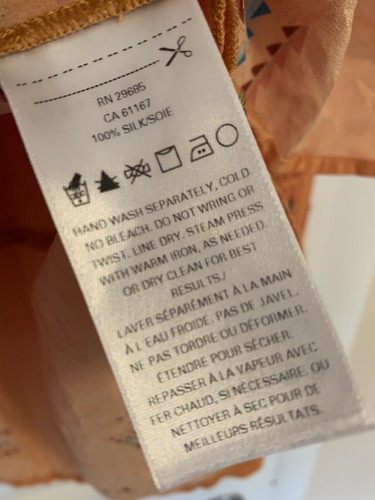 RN 29685
CA 61167
100% SILK/SOIE
HAND WASH SEPARATELY, COLD.
NO BLEACH. DO NOT WRING OR
TWIST. LINE DRY. STEAM PRESS
WITH WARM IRON, AS NEEDED.
OR DRY CLEAN FOR BEST
RESULTS./
LAVER SÉPARÉMENT À LA MAIN
À L EAU FROIDE. PAS DE JAVEL.
NE PAS TORDRE OU DÉFORMER.
ÉTENDRE POUR SÉCHER.
REPASSER À LA VAPEUR AVEC
FER CHAUD, SI NÉCESSAIRE. OU
NETTOYER À SEC POUR DE
MEILLEURS RÉSULTATS.